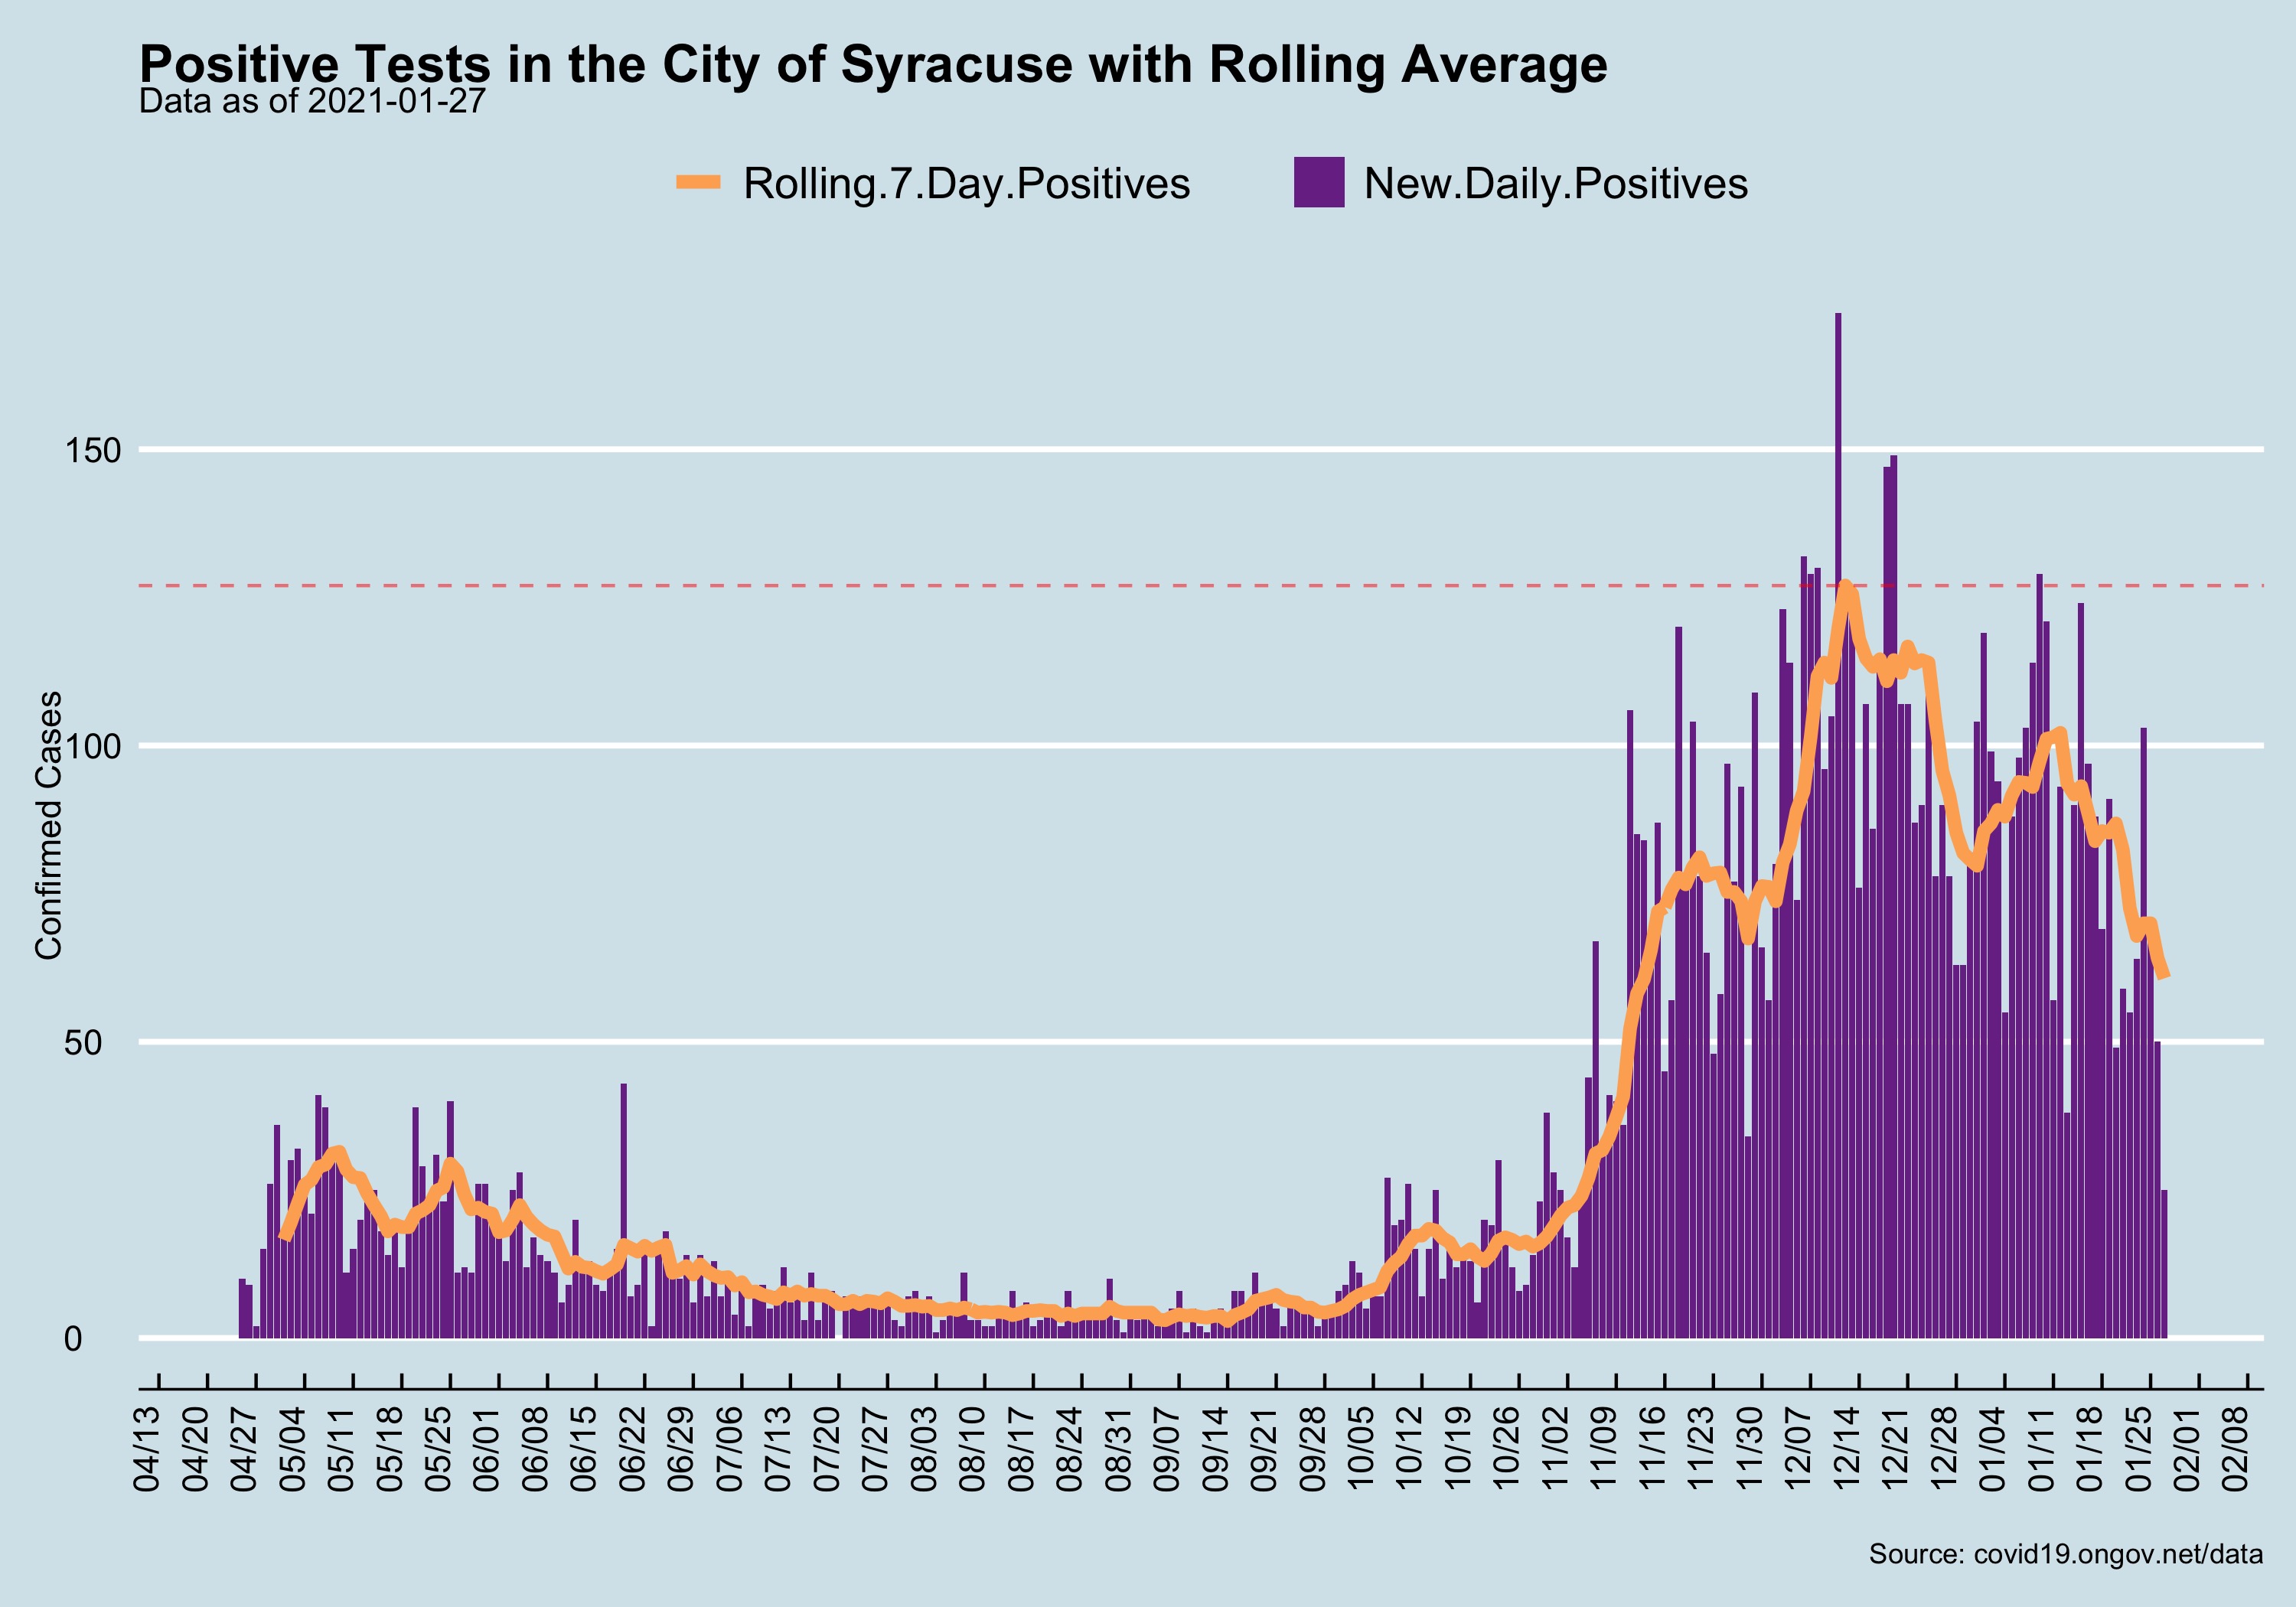 Positive Tests in the City of Syracuse with Rolling Average
Data as of 2021-01-27
Rolling.7.Day.Positives New.Daily.Positives
150
100
50
0
Confirmed Cases
04/13 04/20 04/27 05/04 05/11 05/18 05/25 06/01 06/08 06/15 06/22 06/29 07/06 07/13 07/20 07/27 08/03 08/10 08/17 08/24 08/31 09/07 09/14 09/21 09/28 10/05 10/12 10/19 10/26 11/02 11/09 11/16 11/23 11/30 12/07 12/14 12/21 12/28 01/04 01/11 01/18 01/25 02/01 02/08
Source: covid19.ongov.net/data